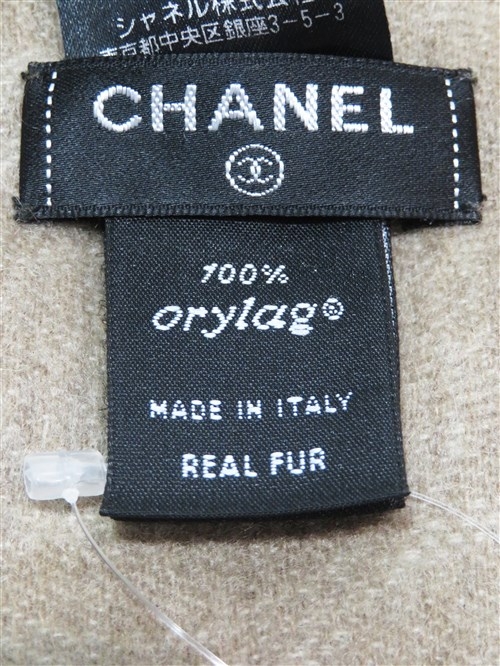 シャネル株式会社
東京都中央区銀座3-5-3
CHANEL
100%
orylag®
MADE IN ITALY
REAL FUR